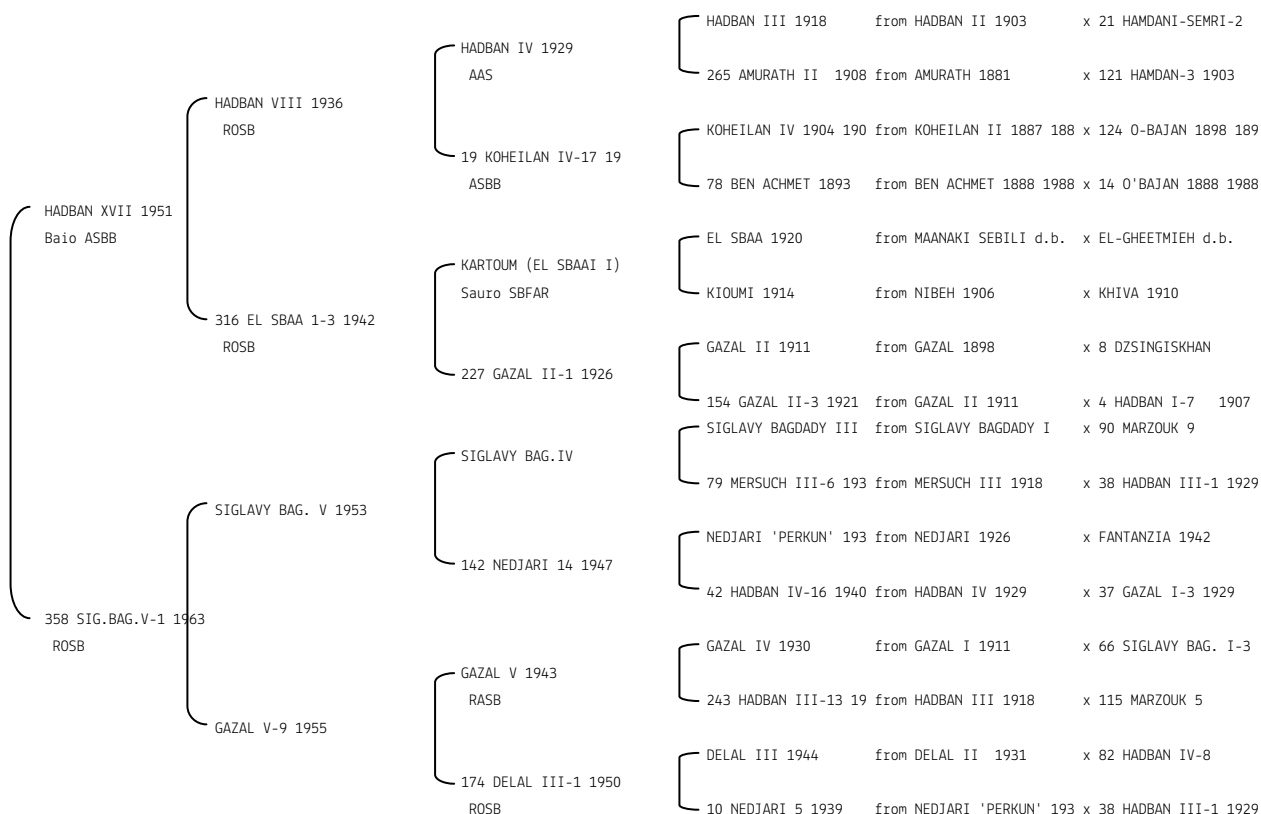 HADBAN III 1918 from HADBAN II 1903 x 21 HAMDANI-SEMRI-2
HADBAN IV 1929
AAS
265 AMURATH II 1908 from AMURATH 1881 x 121 HAMDAN-3 1903
HADBAN VIII 1936
ROSB
KOHEILAN IV 1904 190 from KOHEILAN II 1887 188 x 124 O-BAJAN 1898 189
19 KOHEILAN IV-17 19
ASBB
78 BEN ACHMET 1893 from BEN ACHMET 1888 1988 x 14 O'BAJAN 1888 1988
HADBAN XVII 1951
Baio ASBB
EL SBAA 1920 from MAANAKI SEBILI d.b. x EL-GHEETMIEH d.b.
KARTOUM (EL SBAAI I)
Sauro SBFAR
KIOUMI 1914 from NIBEH 1906 x KHIVA 1910
316 EL SBAA 1-3 1942
ROSB
GAZAL II 1911 from GAZAL 1898 x 8 DZSINGISKHAN
227 GAZAL II-1 1926
154 GAZAL II-3 1921 from GAZAL II 1911 x 4 HADBAN I-7 1907
SIGLAVY BAGDADY III from SIGLAVY BAGDADY I x 90 MARZOUK 9
SIGLAVY BAG.IV
79 MERSUCH III-6 193 from MERSUCH III 1918 x 38 HADBAN III-1 1929
SIGLAVY BAG. V 1953
NEDJARI 'PERKUN' 193 from NEDJARI 1926 x FANTANZIA 1942
142 NEDJARI 14 1947
42 HADBAN IV-16 1940 from HADBAN IV 1929 x 37 GAZAL I-3 1929
358 SIG.BAG.V-1 1963
ROSB
GAZAL IV 1930 from GAZAL I 1911 x 66 SIGLAVY BAG. I-3
GAZAL V 1943
RASB
243 HADBAN III-13 19 from HADBAN III 1918 x 115 MARZOUK 5
GAZAL V-9 1955
DELAL III 1944 from DELAL II 1931 x 82 HADBAN IV-8
174 DELAL III-1 1950
ROSB
10 NEDJARI 5 1939 from NEDJARI 'PERKUN' 193 x 38 HADBAN III-1 1929